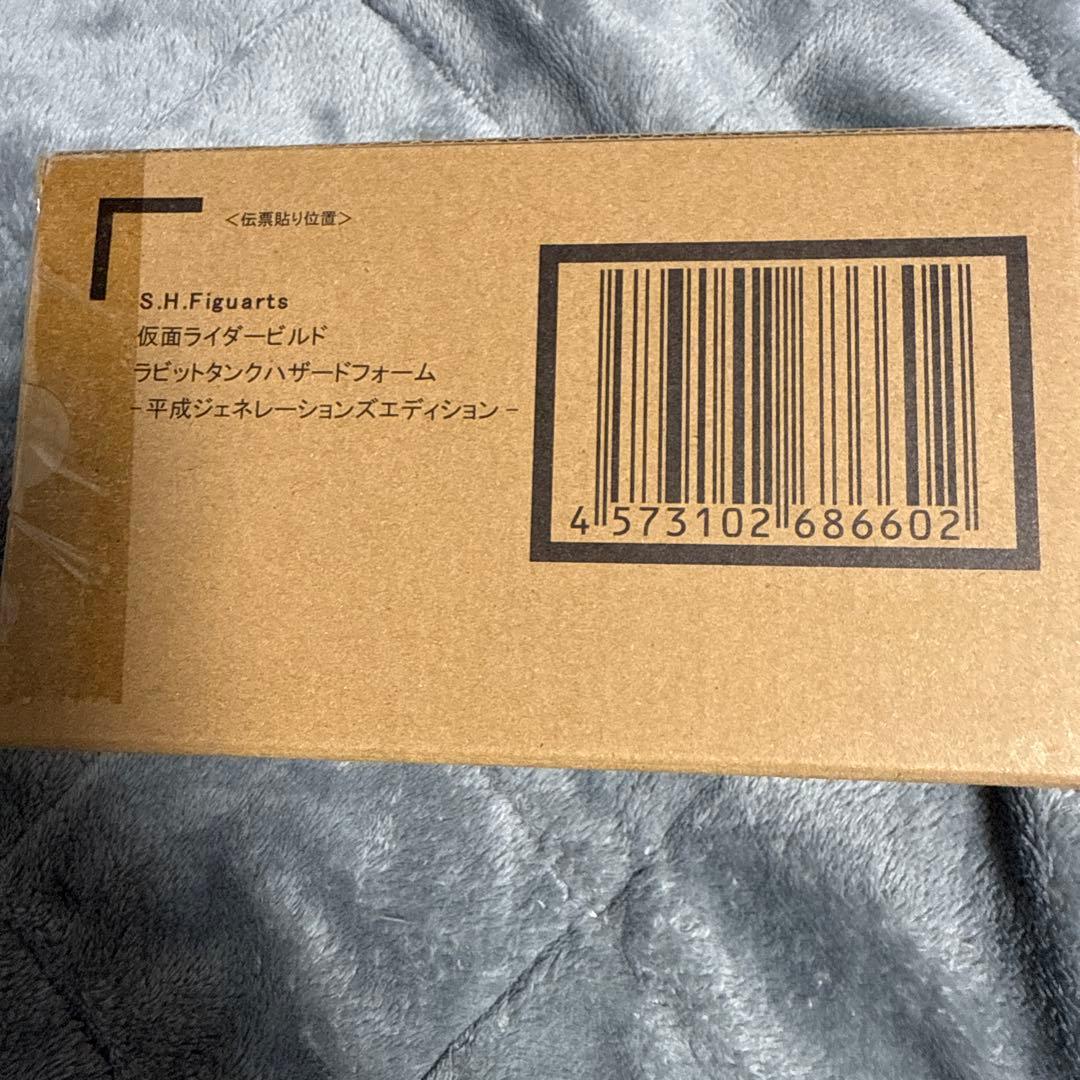 <伝票貼り位置>
S.H.Figuarts
仮面ライダービルド
ラビットタンクハザードフォーム
-平成ジェネレーションズエディション-
4 573102 686602